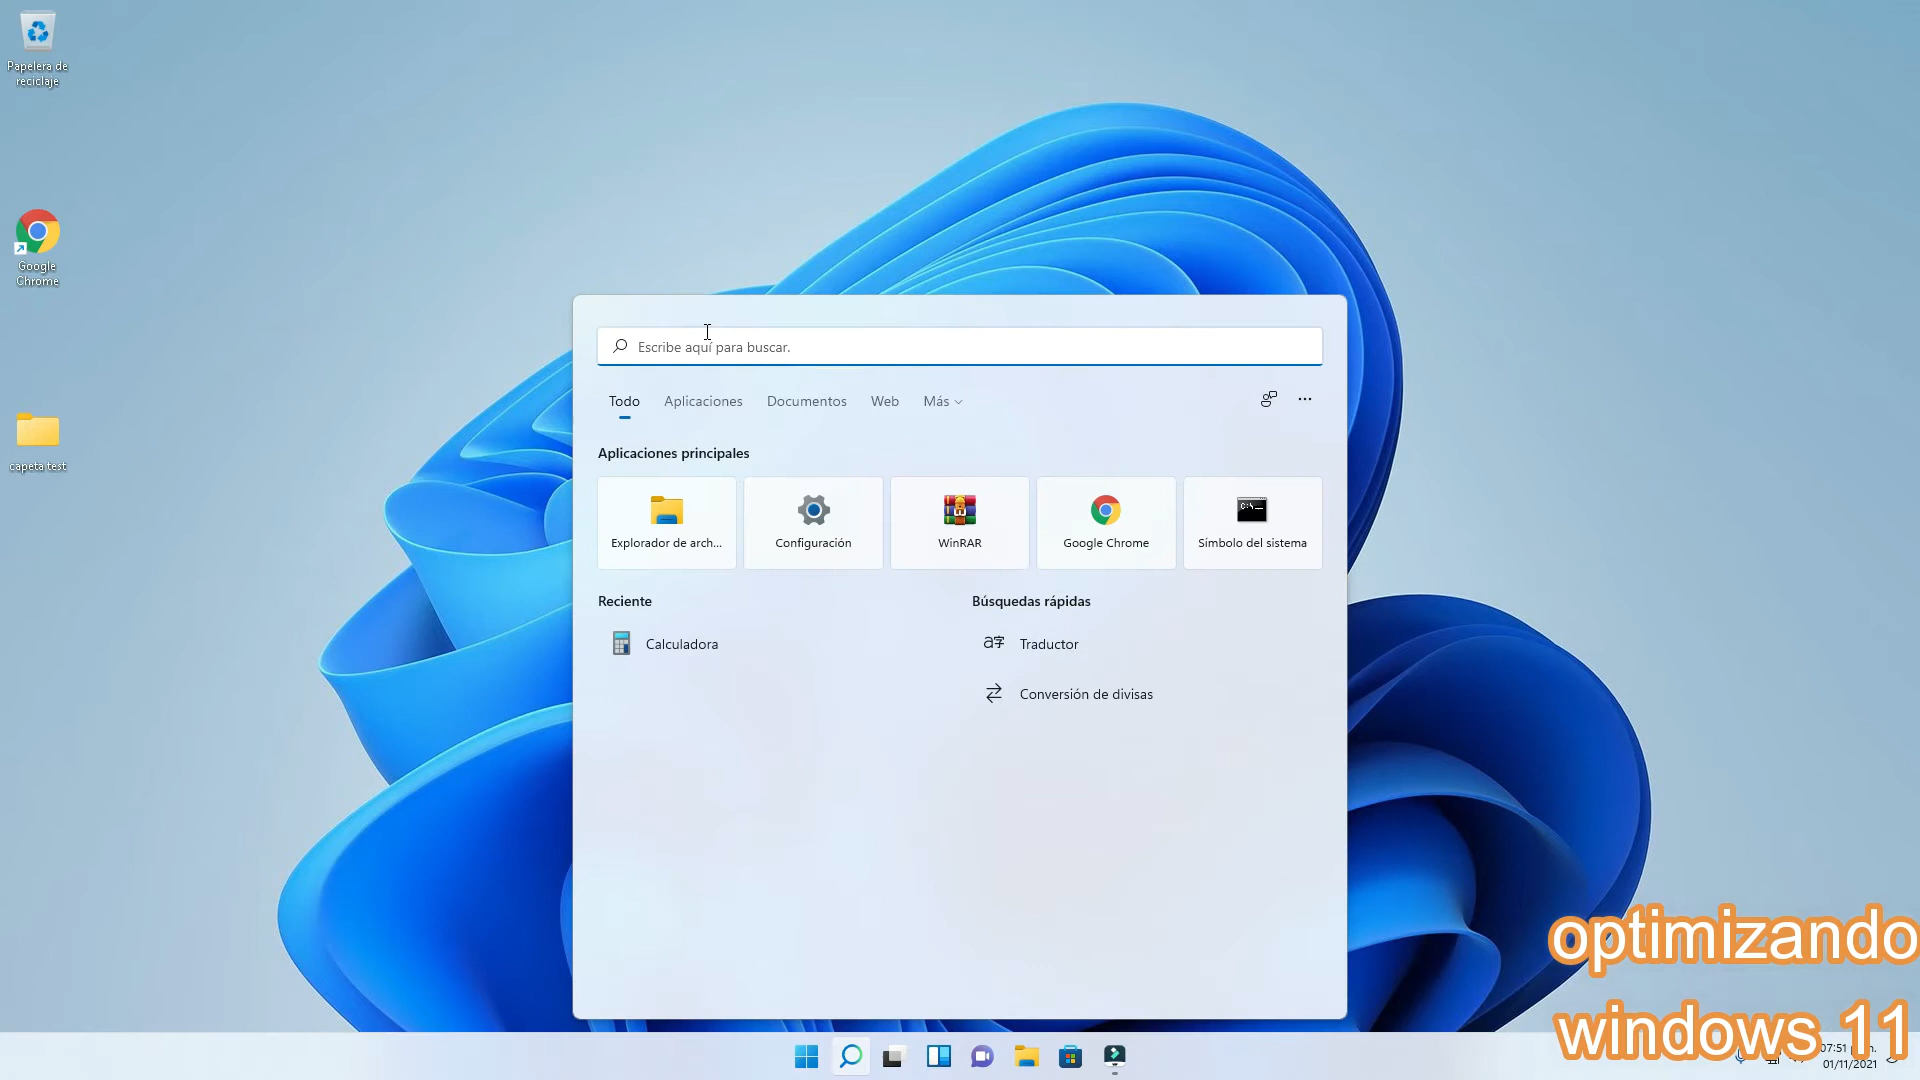 Papelera de
reciclaje
Google
Chrome
capeta test
Escribe aquí para buscar.
Todo Aplicaciones Documentos Web Más
Aplicaciones principales
Explorador de arch... Configuración WinRAR Google Chrome Símbolo del sistema
Reciente Búsquedas rápidas
Calculadora Traductor
Conversión de divisas
optimizando
windows 11
07:51
01/11/2021